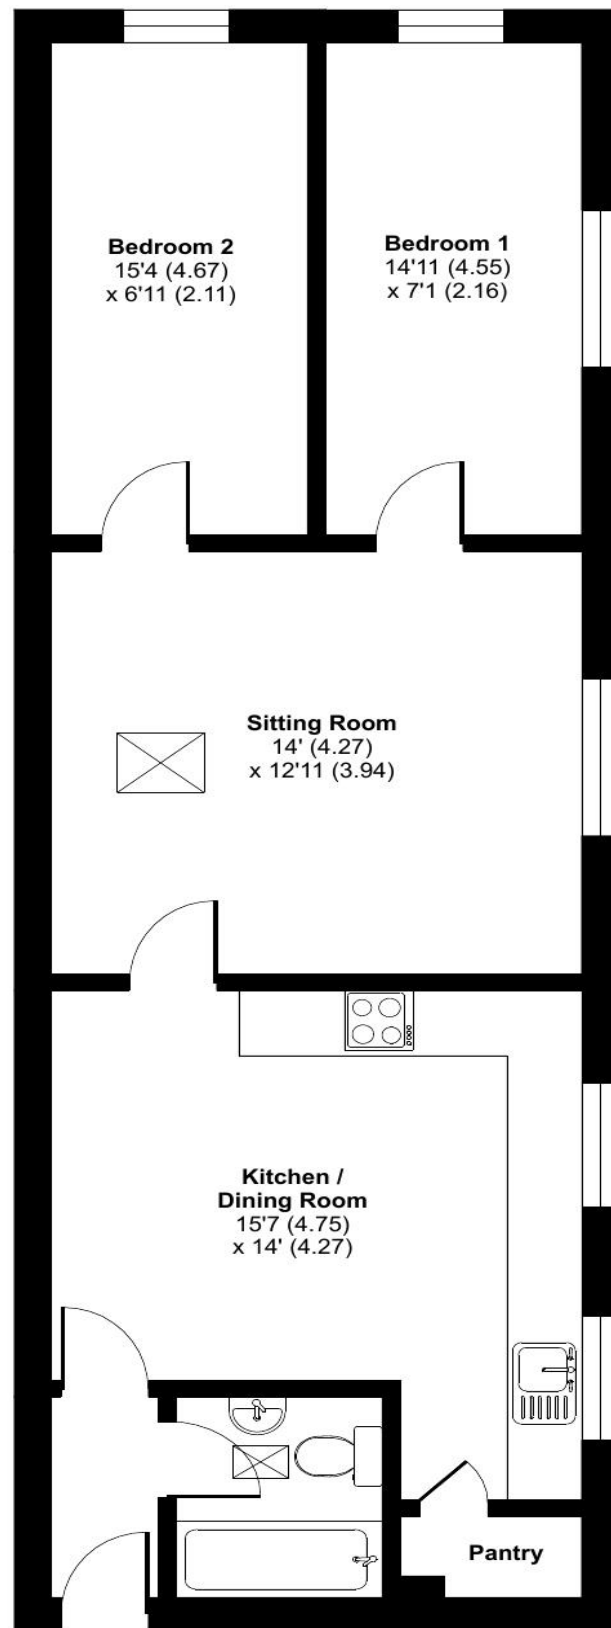 Bedroom 2
15'4 (4.67)
x 6'11 (2.11)
Bedroom 1
14'11 (4.55)
x 7'1 (2.16)
Sitting Room
14' (4.27)
x 12'11 (3.94)
Kitchen /
Dining Room
15'7 (4.75)
x 14' (4.27)
Pantry